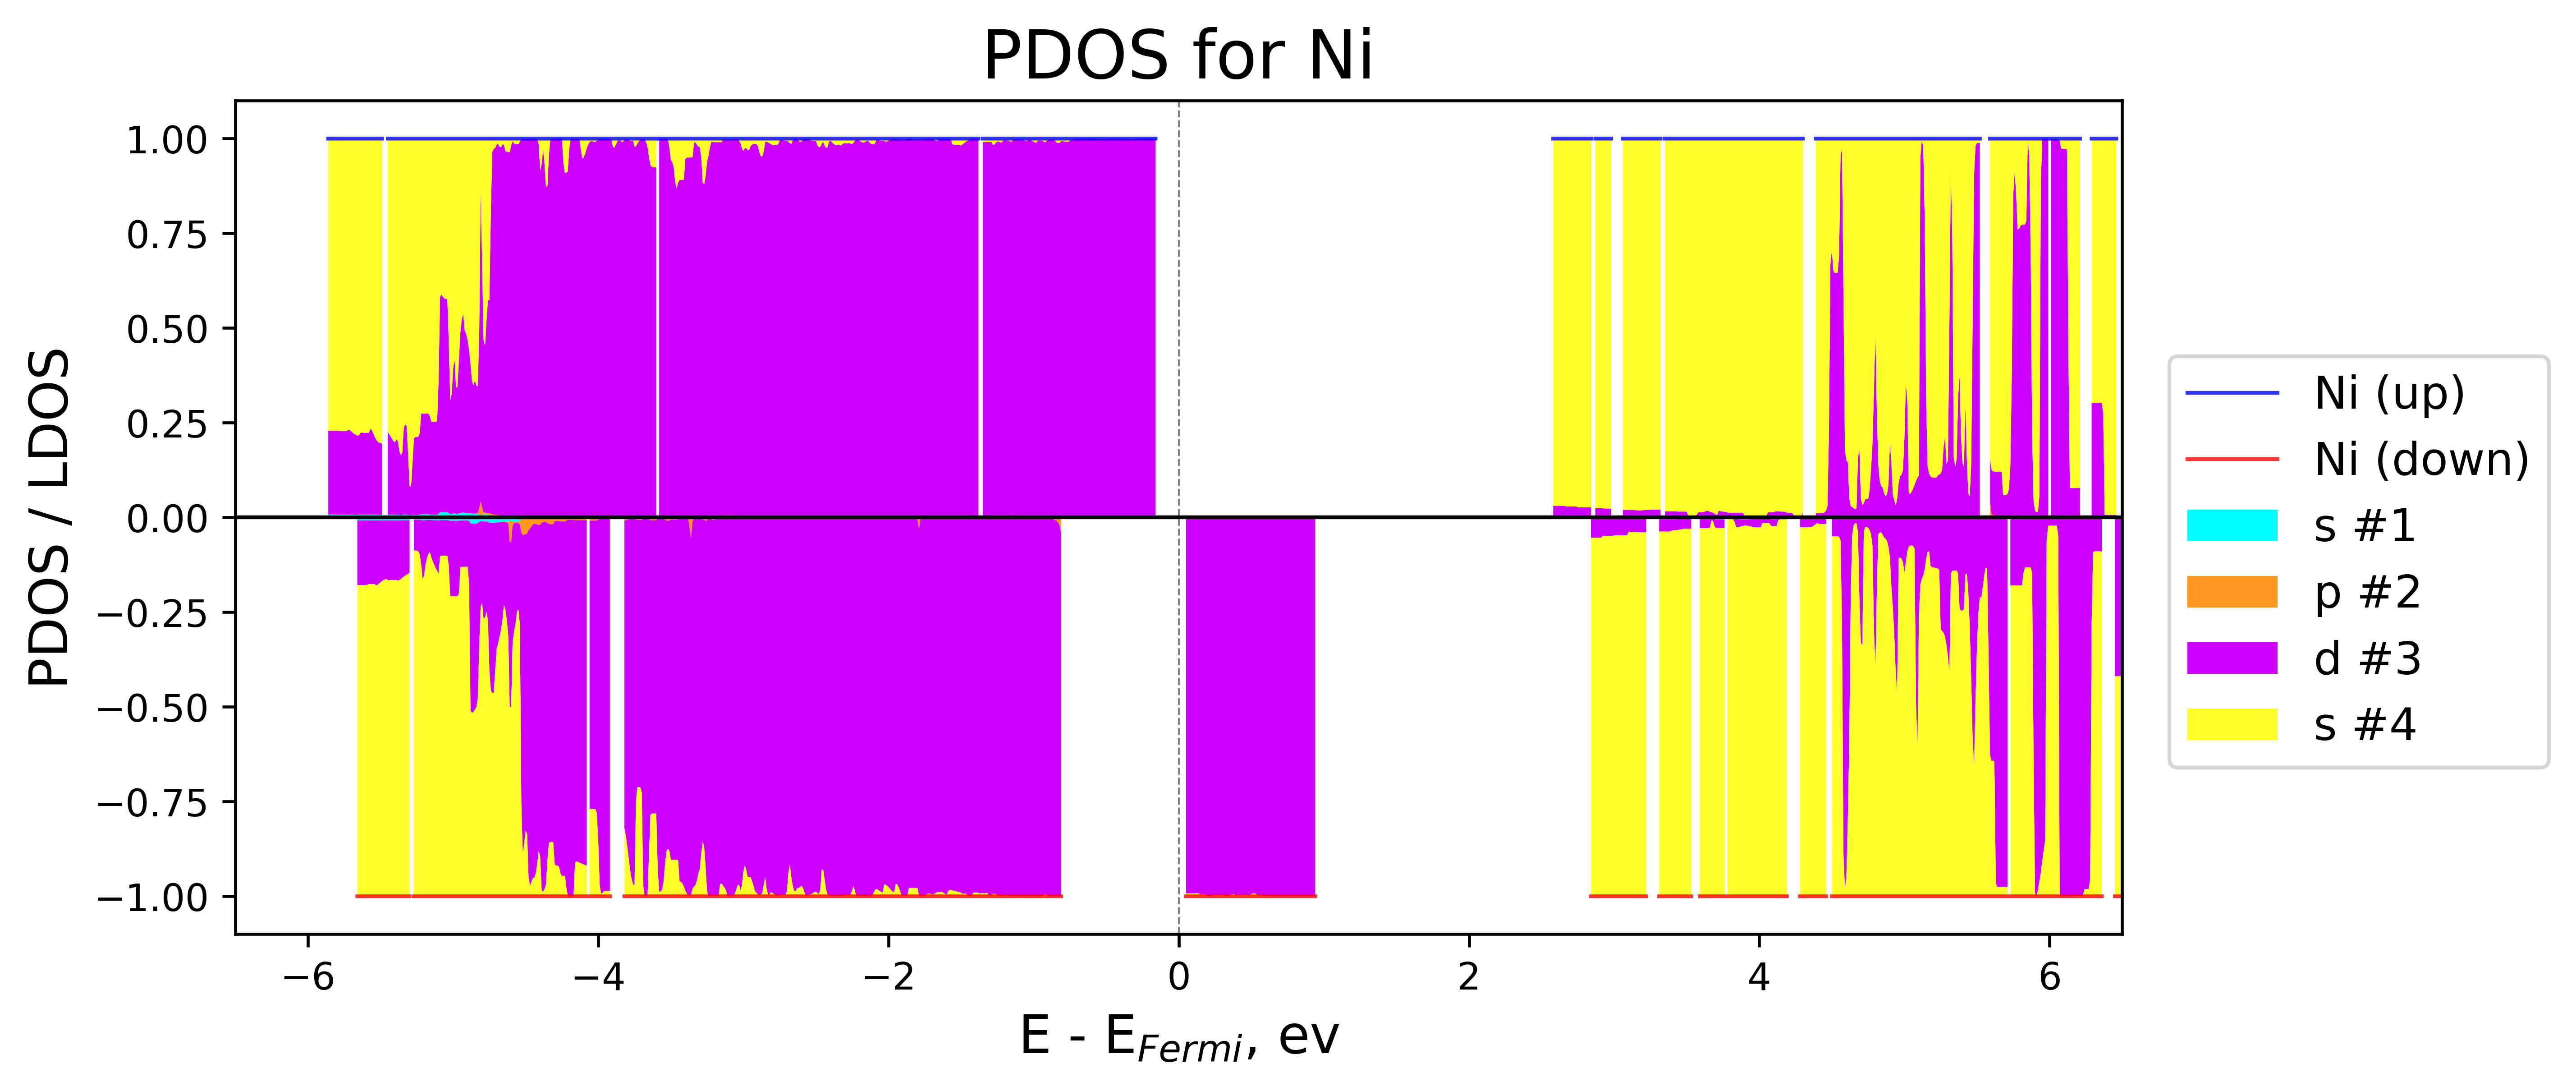 PDOS for Ni
PDOS / LDOS
1.00
0.75
0.50
0.25
0.00
−0.25
−0.50
−0.75
−1.00
−6
−4
−2
0
2
4
6
E - E_Fermi, ev
Ni (up)
Ni (down)
s #1
p #2
d #3
s #4